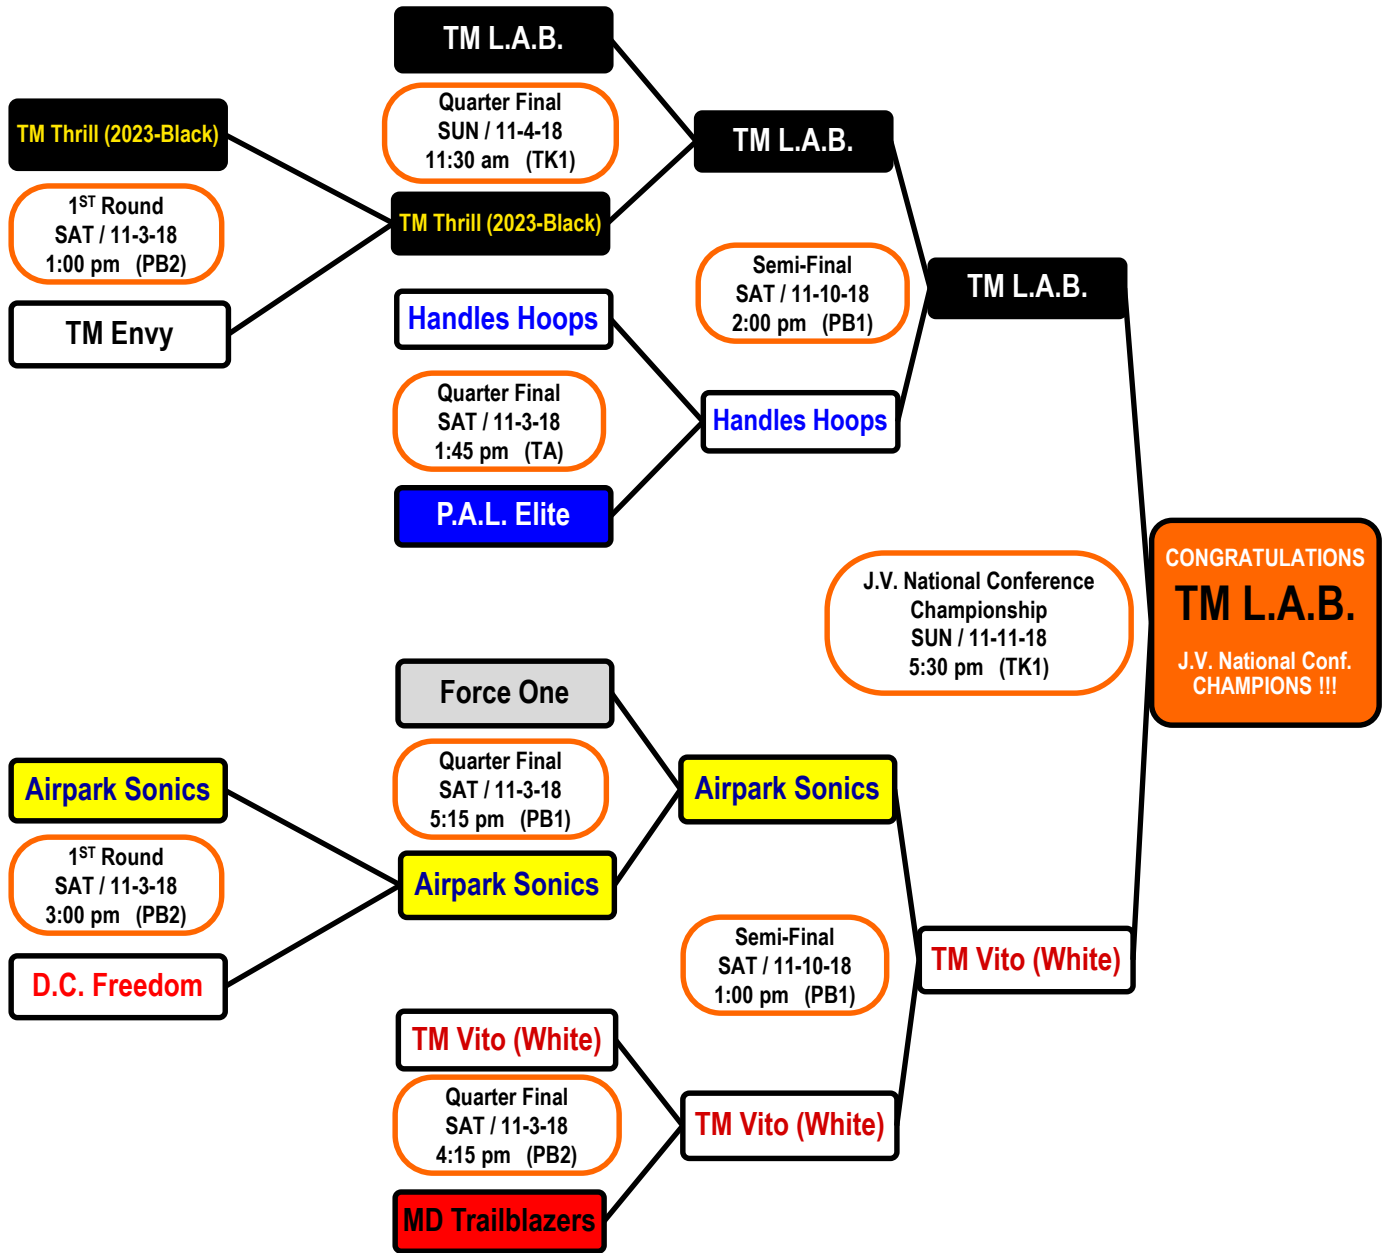 TM L.A.B.
Quarter Final
SUN / 11-4-18
11:30 am (TK1)
TM Thrill (2023-Black)
1ST Round
SAT / 11-3-18
1:00 pm (PB2)
TM Envy
TM Thrill (2023-Black)
TM L.A.B.
Handles Hoops
Quarter Final
SAT / 11-3-18
1:45 pm (TA)
P.A.L. Elite
Semi-Final
SAT / 11-10-18
2:00 pm (PB1)
Handles Hoops
TM L.A.B.
J.V. National Conference
Championship
SUN / 11-11-18
5:30 pm (TK1)
CONGRATULATIONS
TM L.A.B.
J.V. National Conf.
CHAMPIONS !!!
Force One
Quarter Final
SAT / 11-3-18
5:15 pm (PB1)
Airpark Sonics
Airpark Sonics
1ST Round
SAT / 11-3-18
3:00 pm (PB2)
D.C. Freedom
Airpark Sonics
Semi-Final
SAT / 11-10-18
1:00 pm (PB1)
TM Vito (White)
TM Vito (White)
Quarter Final
SAT / 11-3-18
4:15 pm (PB2)
MD Trailblazers
TM Vito (White)